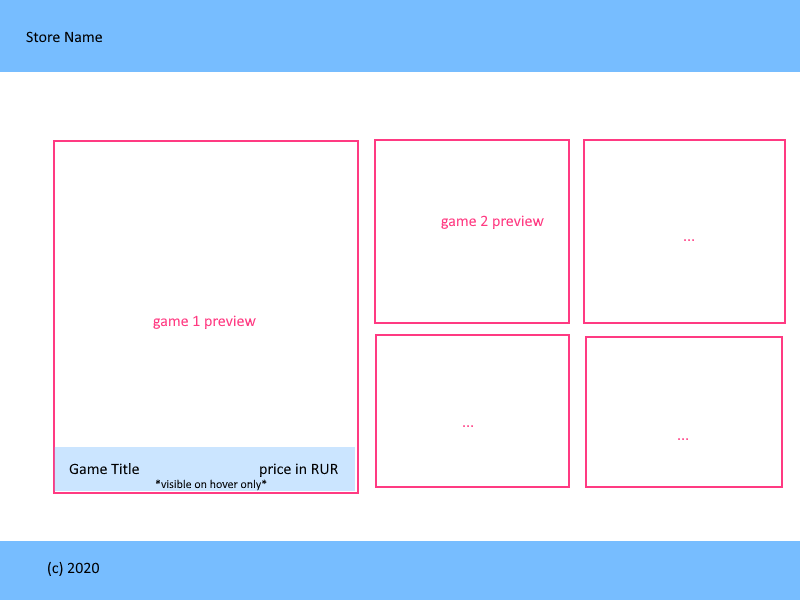 Store Name
game 1 preview
Game Title price in RUR
*visible on hover only*
game 2 preview
...
...
...
(c) 2020